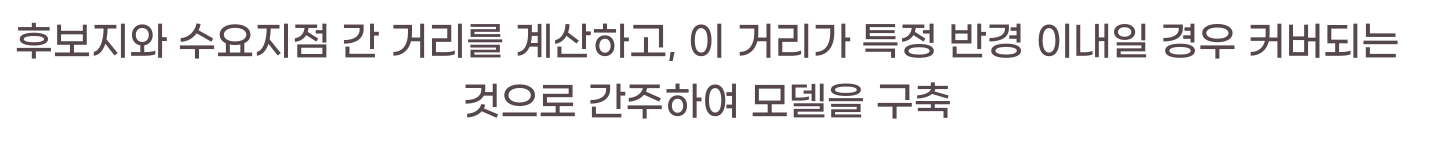 후보지와 수요지점 간 거리를 계산하고, 이 거리가 특정 반경 이내일 경우 커버되는
것으로 간주하여 모델을 구축